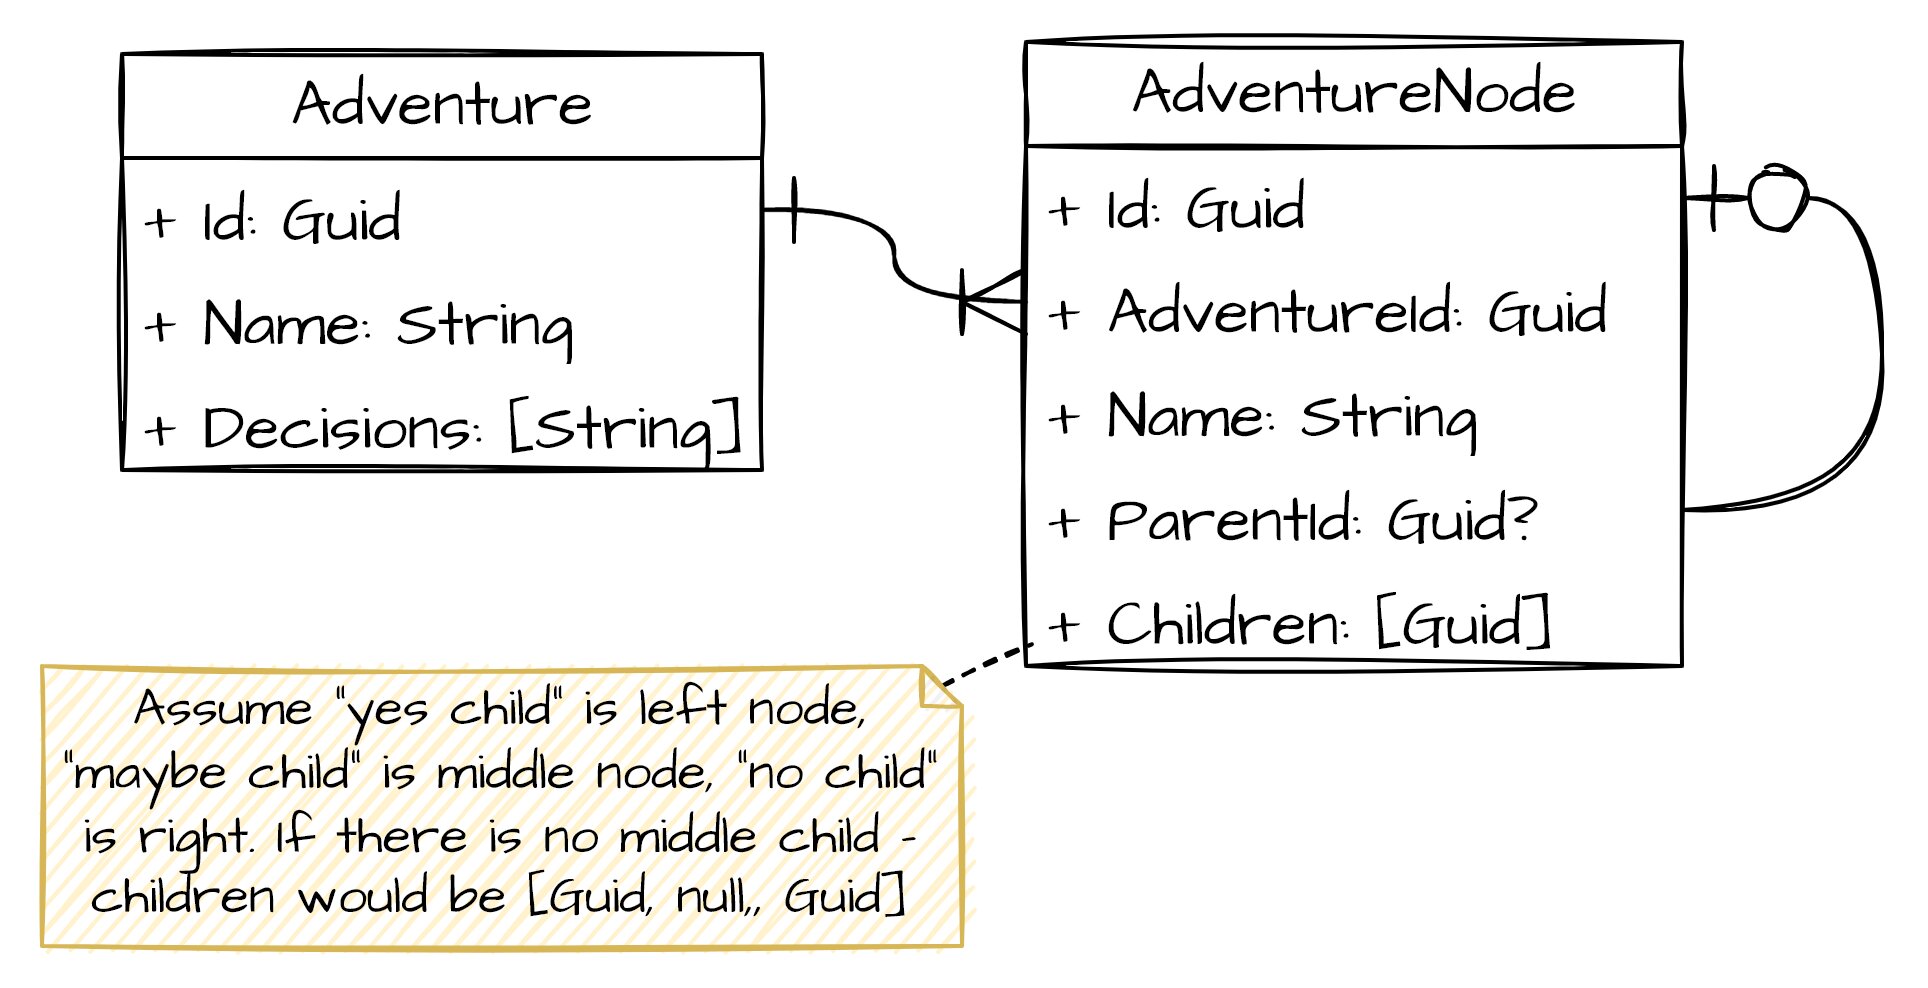 Adventure
+ Id: Guid
+ Name: String
+ Decisions: [String]
AdventureNode
+ Id: Guid
+ AdventureId: Guid
+ Name: String
+ ParentId: Guid?
+ Children: [Guid]
Assume "yes child" is left node,
"maybe child" is middle node, "no child"
is right. If there is no middle child -
children would be [Guid, null,, Guid]